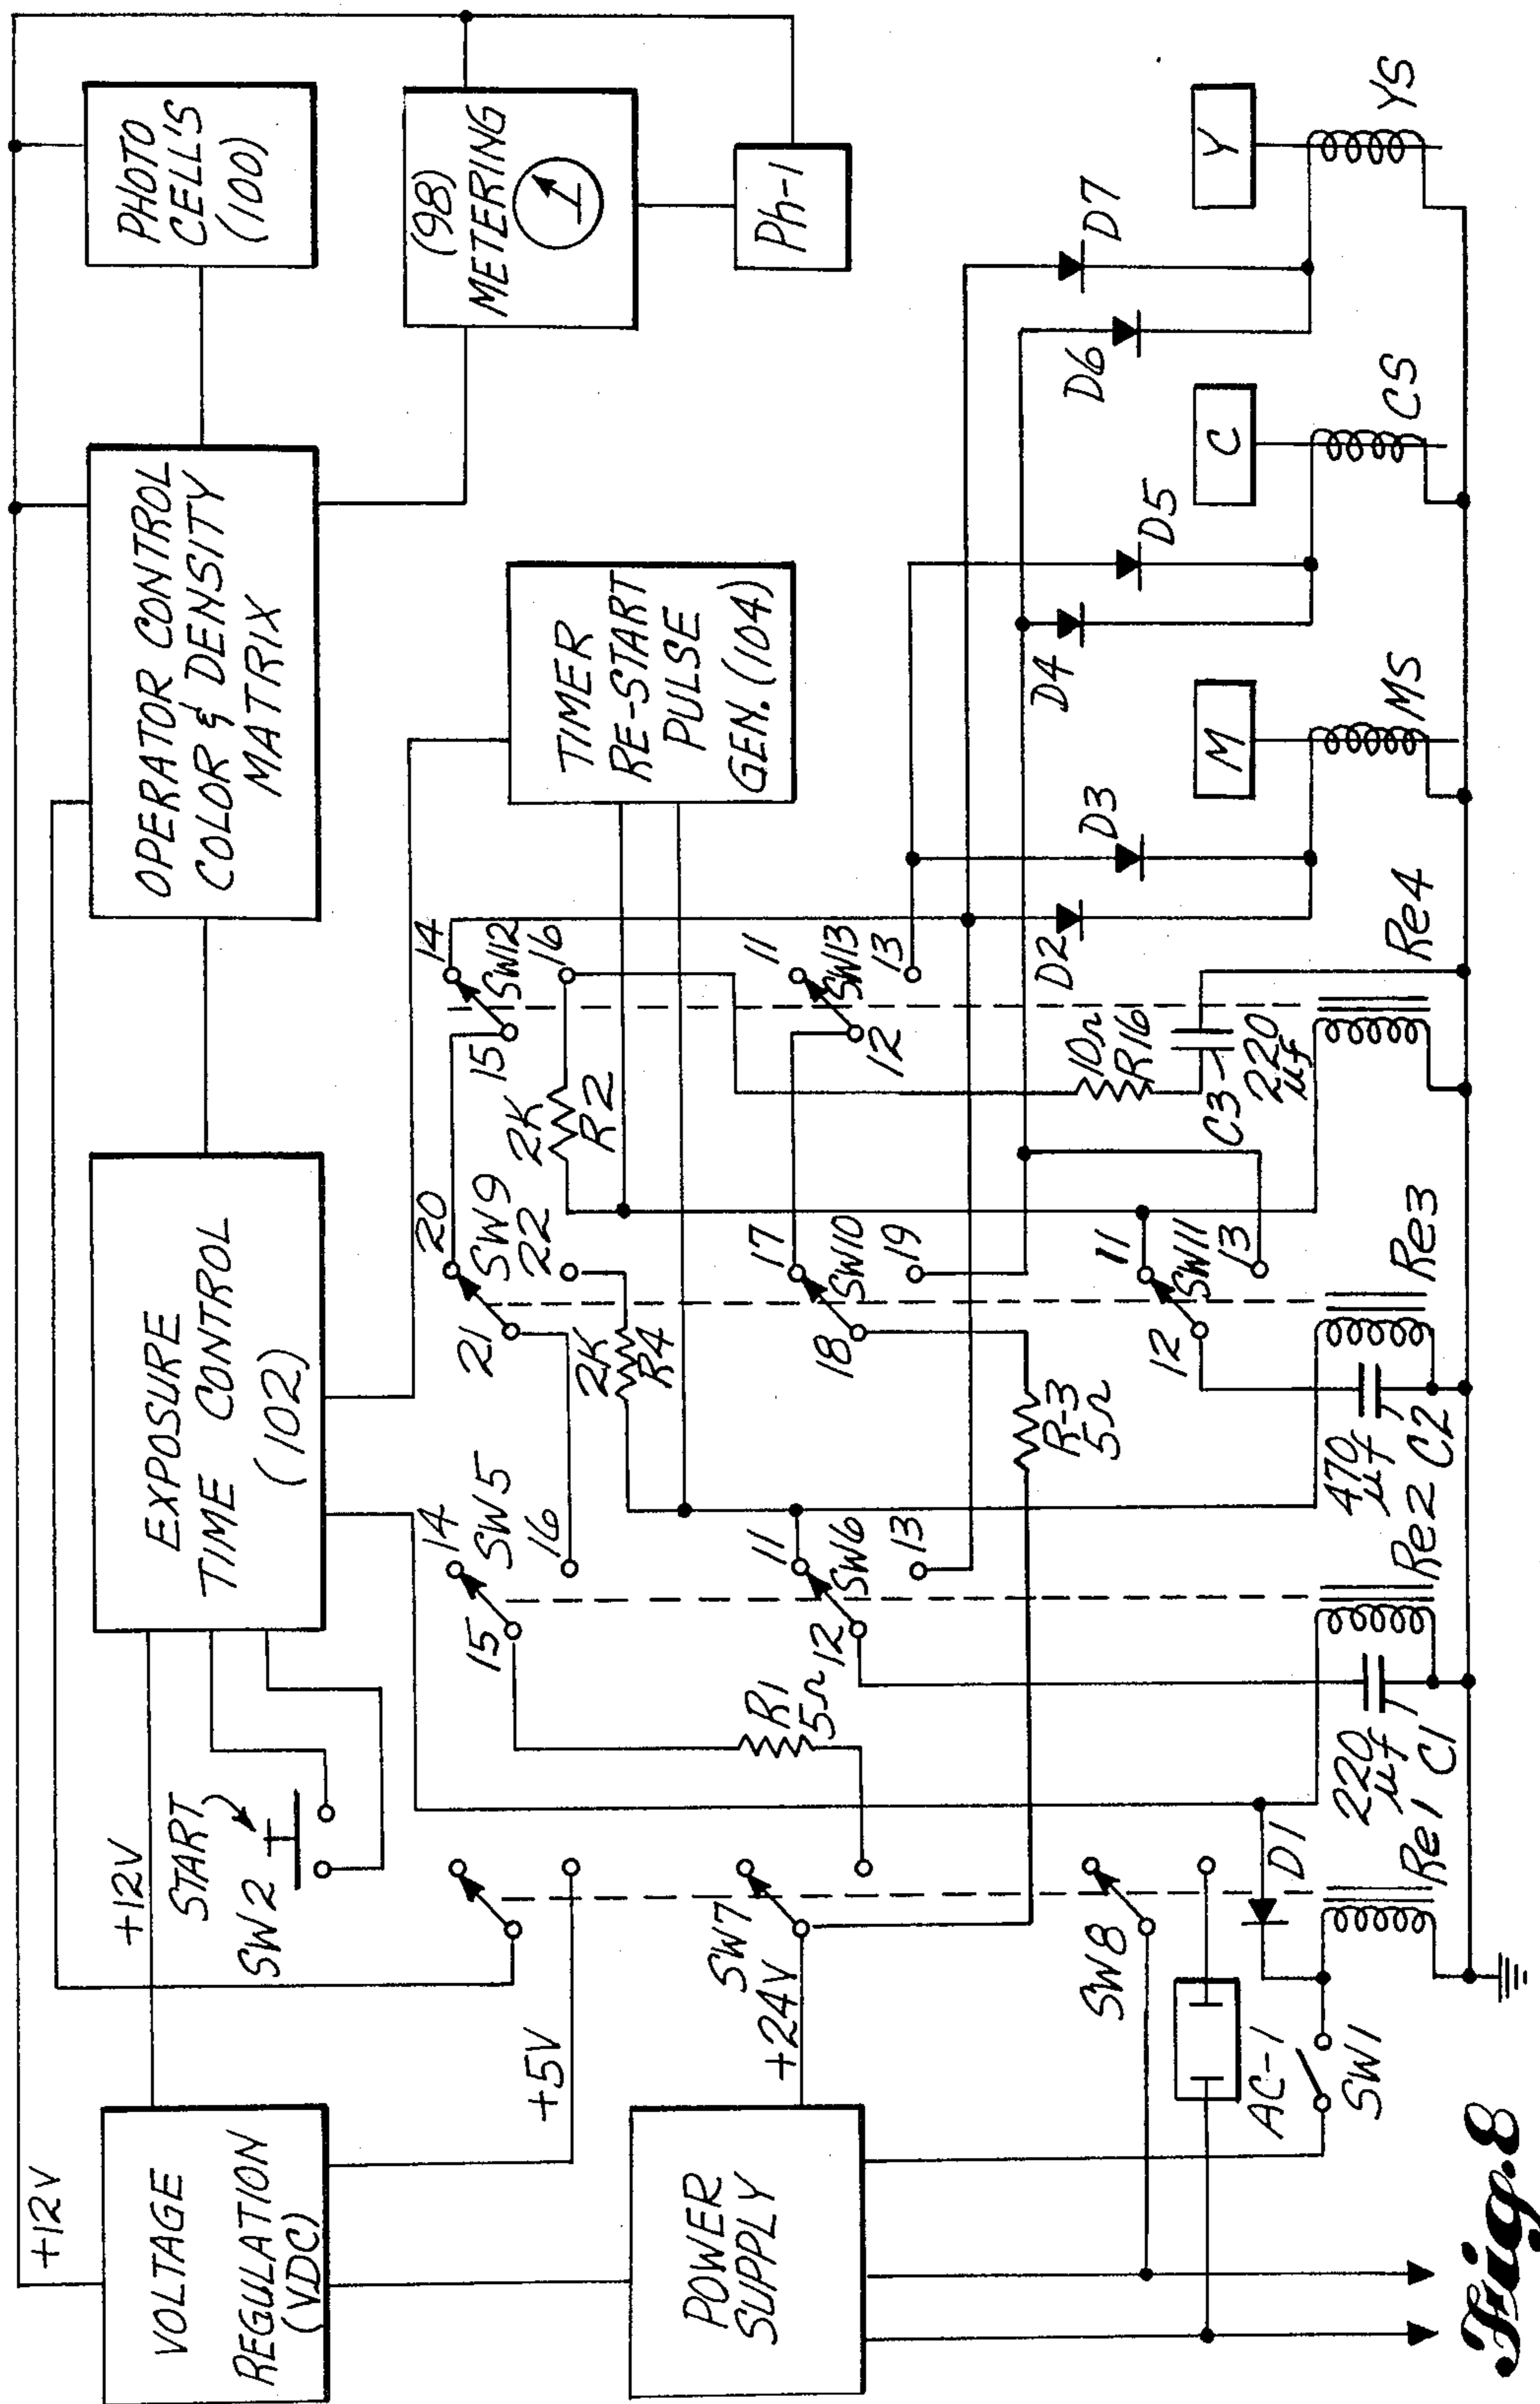 +12V
VOLTAGE
REGULATION
(VDC)
+12V
START
SW2
+5V
EXPOSURE
TIME CONTROL
(102)
OPERATOR CONTROL
COLOR & DENSITY
MATRIX
PHOTO
CELL'S
(100)
(98)
METERING
Ph-1
TIMER
RE-START
PULSE
GEN. (104)
POWER
SUPPLY
+24V
SW7
SW8
AC-1
SW1
D1
R1
5Ω
14
SW5
15
16
11
SW6
12
13
20
SW9
21
22
2K
R4
17
SW10
18
19
R-3
5Ω
11
SW11
12
13
14
SW12
15
16
2K
R2
11
SW13
12
13
10Ω
R16
C3
220
µf
220
µf
C1
470
µf
C2
Re1
Re2
Re3
Re4
D2
D3
D4
D5
D6
D7
M
MS
C
CS
Y
YS
Fig.8